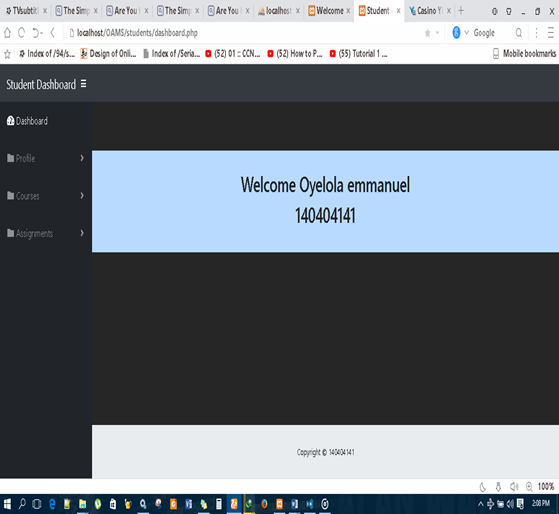 TVsubtitl
The Simp
Are You
The Simp
Are You
localhost
Welcome
Student
Casino
localhost/OAMS/students/dashboard.php
Google
Index of /94/s...
Design of Onli...
Index of /Seria...
(52) 01 :: CCN...
(52) How to P...
(55) Tutorial 1 ...
Mobile bookmarks
Student Dashboard
Dashboard
Profile
Courses
Assignments
Welcome Oyelola emmanuel
140404141
Copyright © 140404141
100%
2:08 PM